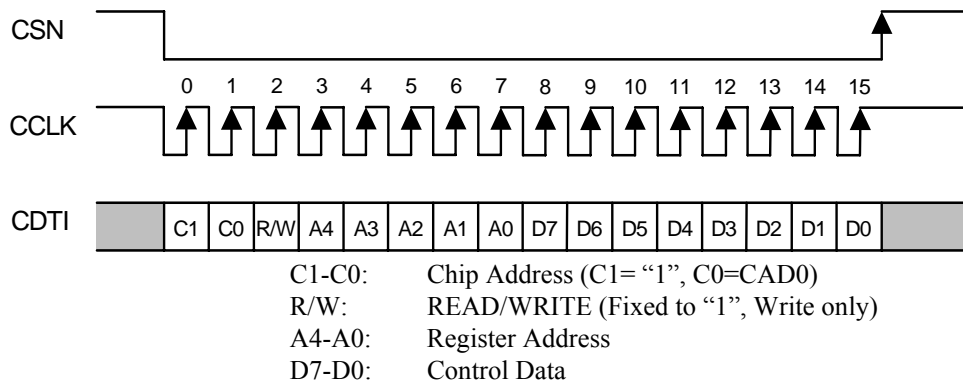 CSN
0 1 2 3 4 5 6 7 8 9 10 11 12 13 14 15
CCLK
CDTI C1 C0 R/W A4 A3 A2 A1 A0 D7 D6 D5 D4 D3 D2 D1 D0
C1-C0: Chip Address (C1= “1”, C0=CAD0)
R/W: READ/WRITE (Fixed to “1”, Write only)
A4-A0: Register Address
D7-D0: Control Data